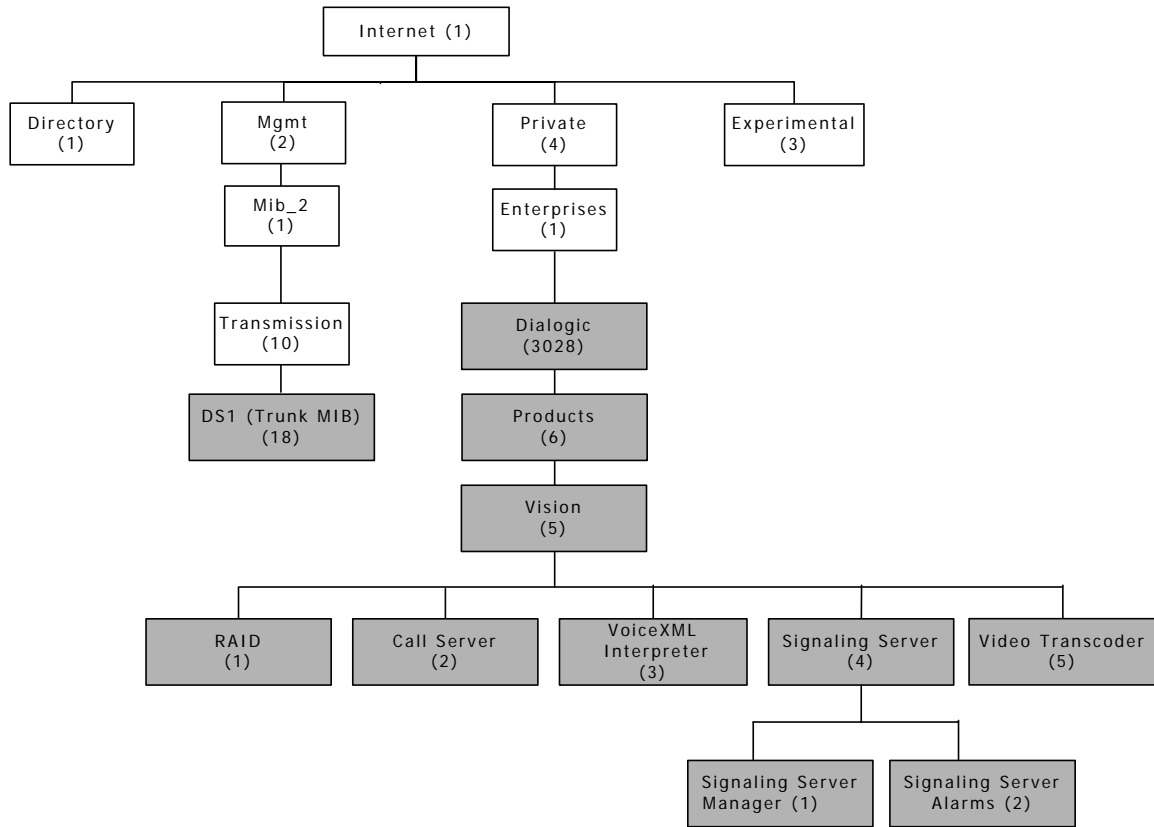 Internet (1)
Directory
(1)
Mgmt
(2)
Private
(4)
Experimental
(3)
Mib_2
(1)
Enterprises
(1)
Transmission
(10)
Dialogic
(3028)
DS1 (Trunk MIB)
(18)
Products
(6)
Vision
(5)
RAID
(1)
Call Server
(2)
VoiceXML
Interpreter
(3)
Signaling Server
(4)
Video Transcoder
(5)
Signaling Server
Manager (1)
Signaling Server
Alarms (2)